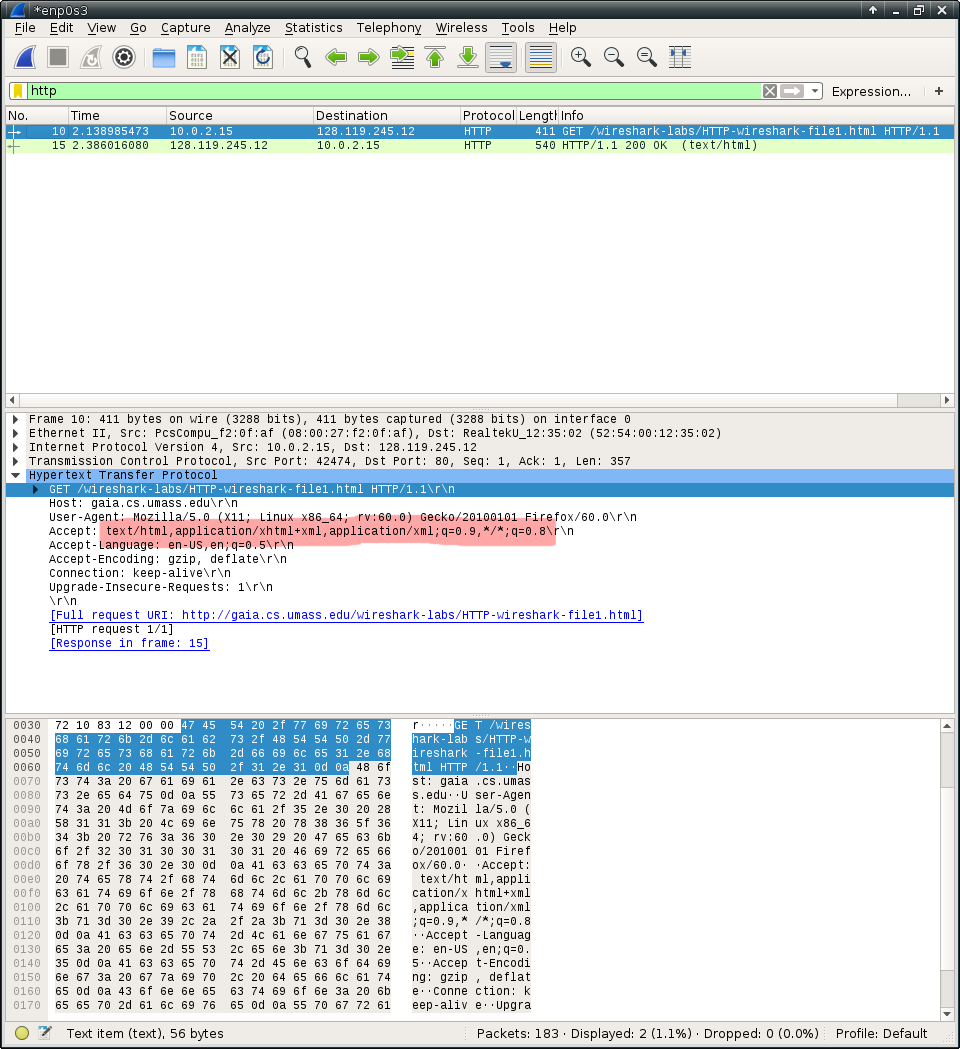 *enp0s3
File Edit View Go Capture Analyze Statistics Telephony Wireless Tools Help
http Expression... +
No. Time Source Destination Protocol Length Info
10 2.138985473 10.0.2.15 128.119.245.12 HTTP 411 GET /wireshark-labs/HTTP-wireshark-file1.html HTTP/1.1
15 2.386016080 128.119.245.12 10.0.2.15 HTTP 540 HTTP/1.1 200 OK (text/html)
Frame 10: 411 bytes on wire (3288 bits), 411 bytes captured (3288 bits) on interface 0
Ethernet II, Src: PcsCompu_f2:0f:af (08:00:27:f2:0f:af), Dst: RealtekU_12:35:02 (52:54:00:12:35:02)
Internet Protocol Version 4, Src: 10.0.2.15, Dst: 128.119.245.12
Transmission Control Protocol, Src Port: 42474, Dst Port: 80, Seq: 1, Ack: 1, Len: 357
Hypertext Transfer Protocol
GET /wireshark-labs/HTTP-wireshark-file1.html HTTP/1.1\r\n
Host: gaia.cs.umass.edu\r\n
User-Agent: Mozilla/5.0 (X11; Linux x86_64; rv:60.0) Gecko/20100101 Firefox/60.0\r\n
Accept: text/html,application/xhtml+xml,application/xml;q=0.9,*/*;q=0.8\r\n
Accept-Language: en-US,en;q=0.5\r\n
Accept-Encoding: gzip, deflate\r\n
Connection: keep-alive\r\n
Upgrade-Insecure-Requests: 1\r\n
\r\n
[Full request URI: http://gaia.cs.umass.edu/wireshark-labs/HTTP-wireshark-file1.html]
[HTTP request 1/1]
[Response in frame: 15]
0030 72 10 83 12 00 00 47 45 54 20 2f 77 69 72 65 73 r·····GE T /wires
0040 68 61 72 6b 2d 6c 61 62 73 2f 48 54 54 50 2d 77 hark-lab s/HTTP-w
0050 69 72 65 73 68 61 72 6b 2d 66 69 6c 65 31 2e 68 ireshark -file1.h
0060 74 6d 6c 20 48 54 54 50 2f 31 2e 31 0d 0a 48 6f tml HTTP /1.1··Ho
0070 73 74 3a 20 67 61 69 61 2e 63 73 2e 75 6d 61 73 st: gaia .cs.umas
0080 73 2e 65 64 75 0d 0a 55 73 65 72 2d 41 67 65 6e s.edu··U ser-Agen
0090 74 3a 20 4d 6f 7a 69 6c 6c 61 2f 35 2e 30 20 28 t: Mozil la/5.0 (
00a0 58 31 31 3b 20 4c 69 6e 75 78 20 78 38 36 5f 36 X11; Lin ux x86_6
00b0 34 3b 20 72 76 3a 36 30 2e 30 29 20 47 65 63 6b 4; rv:60 .0) Geck
00c0 6f 2f 32 30 31 30 30 31 30 31 20 46 69 72 65 66 o/201001 01 Firef
00d0 6f 78 2f 36 30 2e 30 0d 0a 41 63 63 65 70 74 3a ox/60.0· ·Accept:
00e0 20 74 65 78 74 2f 68 74 6d 6c 2c 61 70 70 6c 69 text/ht ml,appli
00f0 63 61 74 69 6f 6e 2f 78 68 74 6d 6c 2b 78 6d 6c cation/x html+xml
0100 2c 61 70 70 6c 69 63 61 74 69 6f 6e 2f 78 6d 6c ,applica tion/xml
0110 3b 71 3d 30 2e 39 2c 2a 2f 2a 3b 71 3d 30 2e 38 ;q=0.9,* /*;q=0.8
0120 0d 0a 41 63 63 65 70 74 2d 4c 61 6e 67 75 61 67 ··Accept -Languag
0130 65 3a 20 65 6e 2d 55 53 2c 65 6e 3b 71 3d 30 2e e: en-US ,en;q=0.
0140 35 0d 0a 41 63 63 65 70 74 2d 45 6e 63 6f 64 69 5··Accep t-Encodi
0150 6e 67 3a 20 67 7a 69 70 2c 20 64 65 66 6c 61 74 ng: gzip , deflat
0160 65 0d 0a 43 6f 6e 6e 65 63 74 69 6f 6e 3a 20 6b e··Conne ction: k
0170 65 65 70 2d 61 6c 69 76 65 0d 0a 55 70 67 72 61 eep-aliv e··Upgra
Text item (text), 56 bytes Packets: 183 · Displayed: 2 (1.1%) · Dropped: 0 (0.0%) Profile: Default